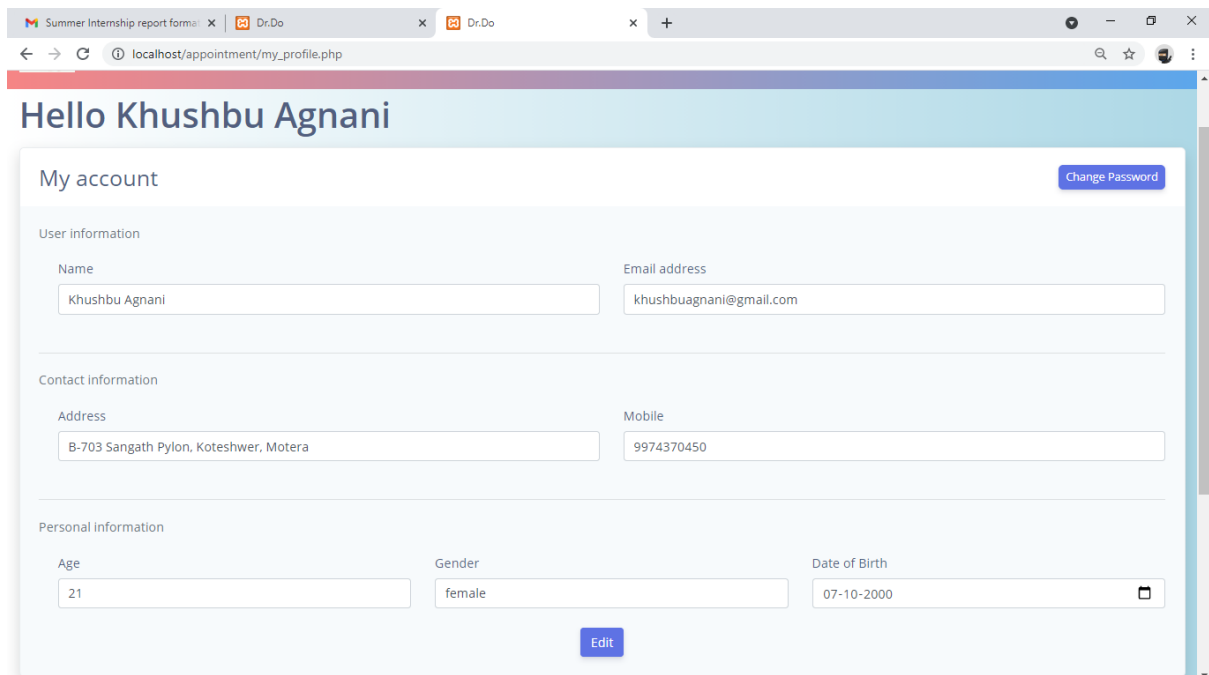 Summer Internship report forma
Dr.Do
Dr.Do
localhost/appointment/my_profile.php
Hello Khushbu Agnani
My account
Change Password
User information
Name Email address
Khushbu Agnani khushbuagnani@gmail.com
Contact information
Address Mobile
B-703 Sangath Pylon, Koteshwer, Motera 9974370450
Personal information
Age Gender Date of Birth
21 female 07-10-2000
Edit